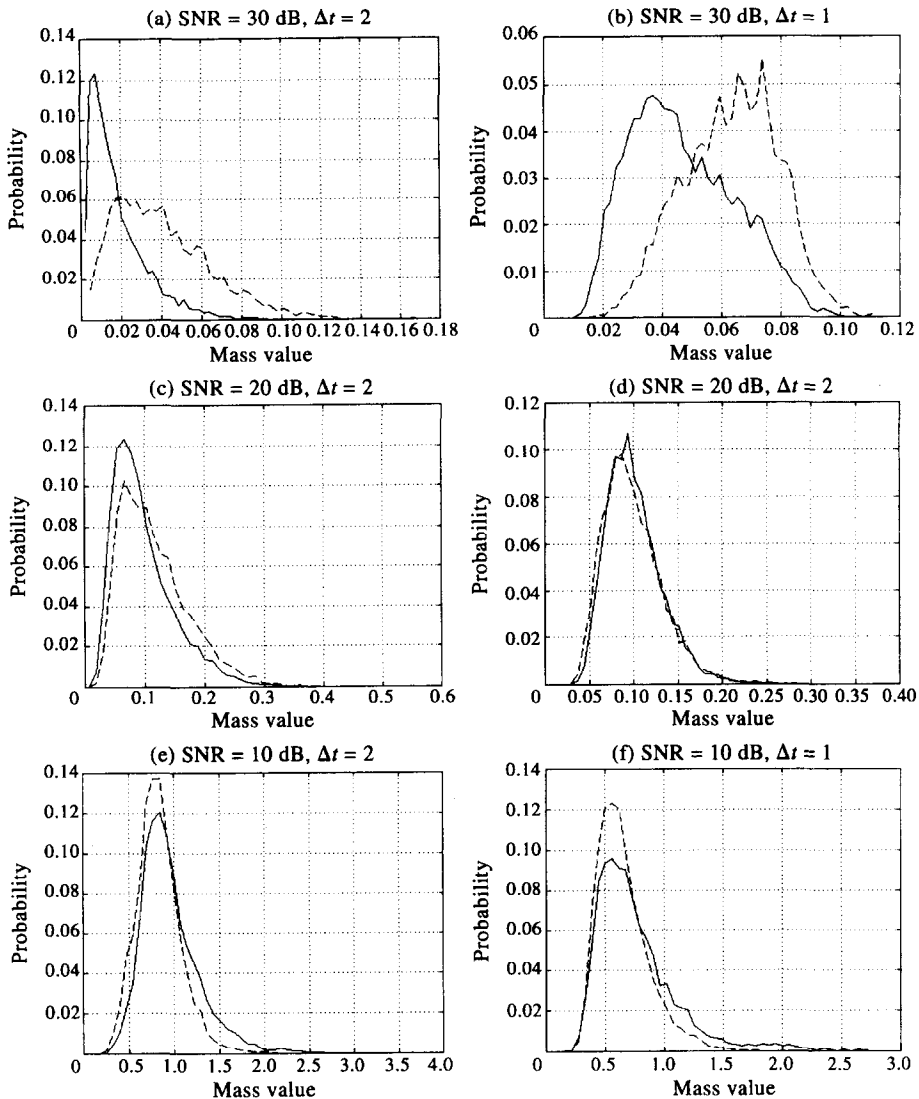 (a) SNR = 30 dB, Δt = 2
0.14
0.12
0.10
0.08
0.06
0.04
0.02
Probability
0 0.02 0.04 0.06 0.08 0.10 0.12 0.14 0.16 0.18
Mass value
(b) SNR = 30 dB, Δt = 1
0.06
0.05
0.04
0.03
0.02
0.01
Probability
0 0.02 0.04 0.06 0.08 0.10 0.12
Mass value
(c) SNR = 20 dB, Δt = 2
0.14
0.12
0.10
0.08
0.06
0.04
0.02
Probability
0 0.1 0.2 0.3 0.4 0.5 0.6
Mass value
(d) SNR = 20 dB, Δt = 2
0.12
0.10
0.08
0.06
0.04
0.02
Probability
0 0.05 0.10 0.15 0.20 0.25 0.30 0.35 0.40
Mass value
(e) SNR = 10 dB, Δt = 2
0.14
0.12
0.10
0.08
0.06
0.04
0.02
Probability
0 0.5 1.0 1.5 2.0 2.5 3.0 3.5 4.0
Mass value
(f) SNR = 10 dB, Δt = 1
0.14
0.12
0.10
0.08
0.06
0.04
0.02
Probability
0 0.5 1.0 1.5 2.0 2.5 3.0
Mass value